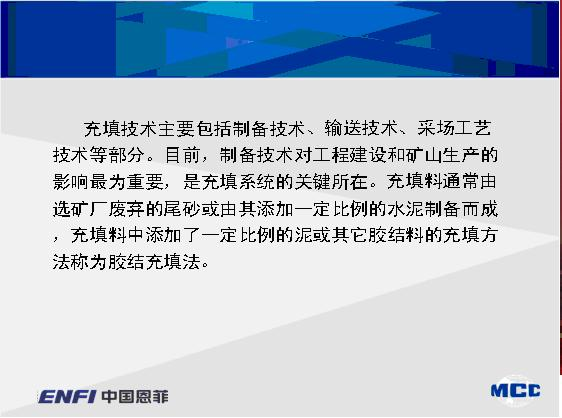 充填技术主要包括制备技术、输送技术、采场工艺
技术等部分。目前，制备技术对工程建设和矿山生产的
影响最为重要，是充填系统的关键所在。充填料通常由
选矿厂废弃的尾砂或由其添加一定比例的水泥制备而成
，充填料中添加了一定比例的泥或其它胶结料的充填方
法称为胶结充填法。
ENFI 中国恩菲
MCC